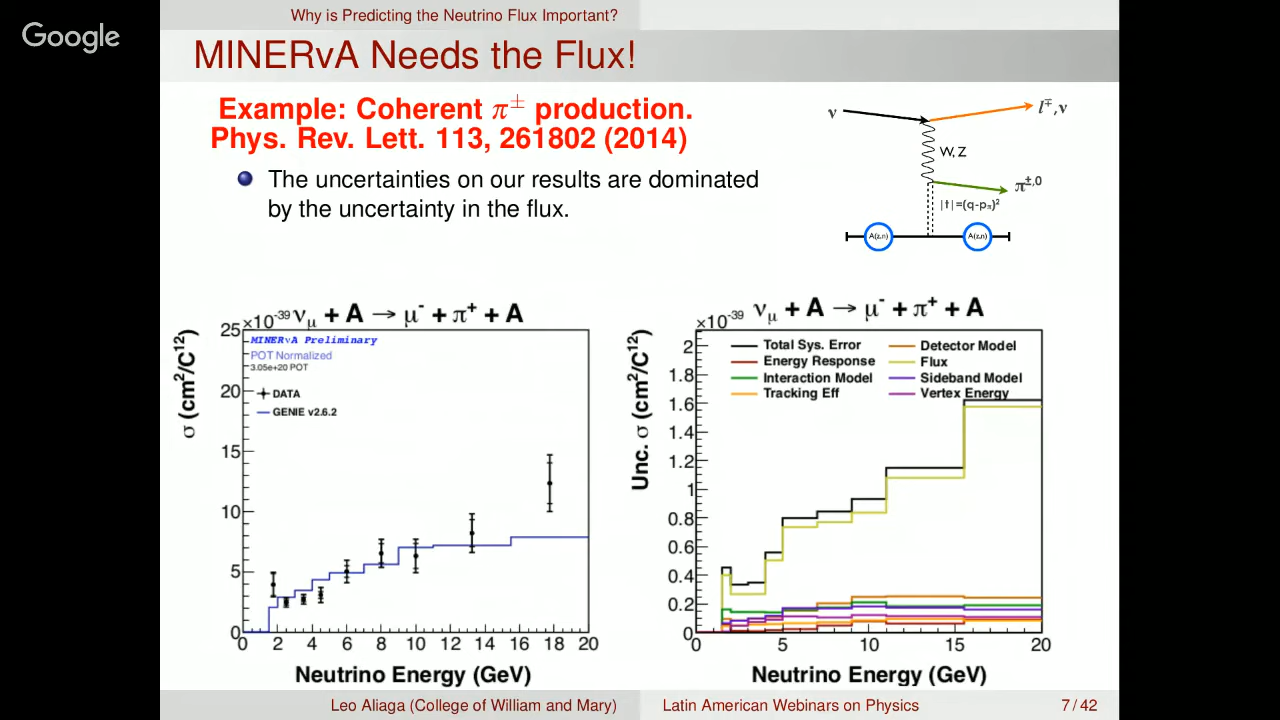 Google
Why is Predicting the Neutrino Flux Important?
MINERνA Needs the Flux!
Example: Coherent π± production.
Phys. Rev. Lett. 113, 261802 (2014)
The uncertainties on our results are dominated
by the uncertainty in the flux.
ν
l∓,ν
W, Z
π±,0
|t|=(q-pπ)²
A(z,n)
A(z,n)
×10⁻³⁹ νμ + A → μ⁻ + π⁺ + A
σ (cm²/C¹²)
MINERνA Preliminary
POT Normalized
3.05e+20 POT
DATA
GENIE v2.6.2
25
20
15
10
5
0
0 2 4 6 8 10 12 14 16 18 20
Neutrino Energy (GeV)
×10⁻³⁹ νμ + A → μ⁻ + π⁺ + A
Unc. σ (cm²/C¹²)
Total Sys. Error
Energy Response
Interaction Model
Tracking Eff
Detector Model
Flux
Sideband Model
Vertex Energy
2
1.8
1.6
1.4
1.2
1
0.8
0.6
0.4
0.2
0
0 5 10 15 20
Neutrino Energy (GeV)
Leo Aliaga (College of William and Mary)
Latin American Webinars on Physics
7 / 42